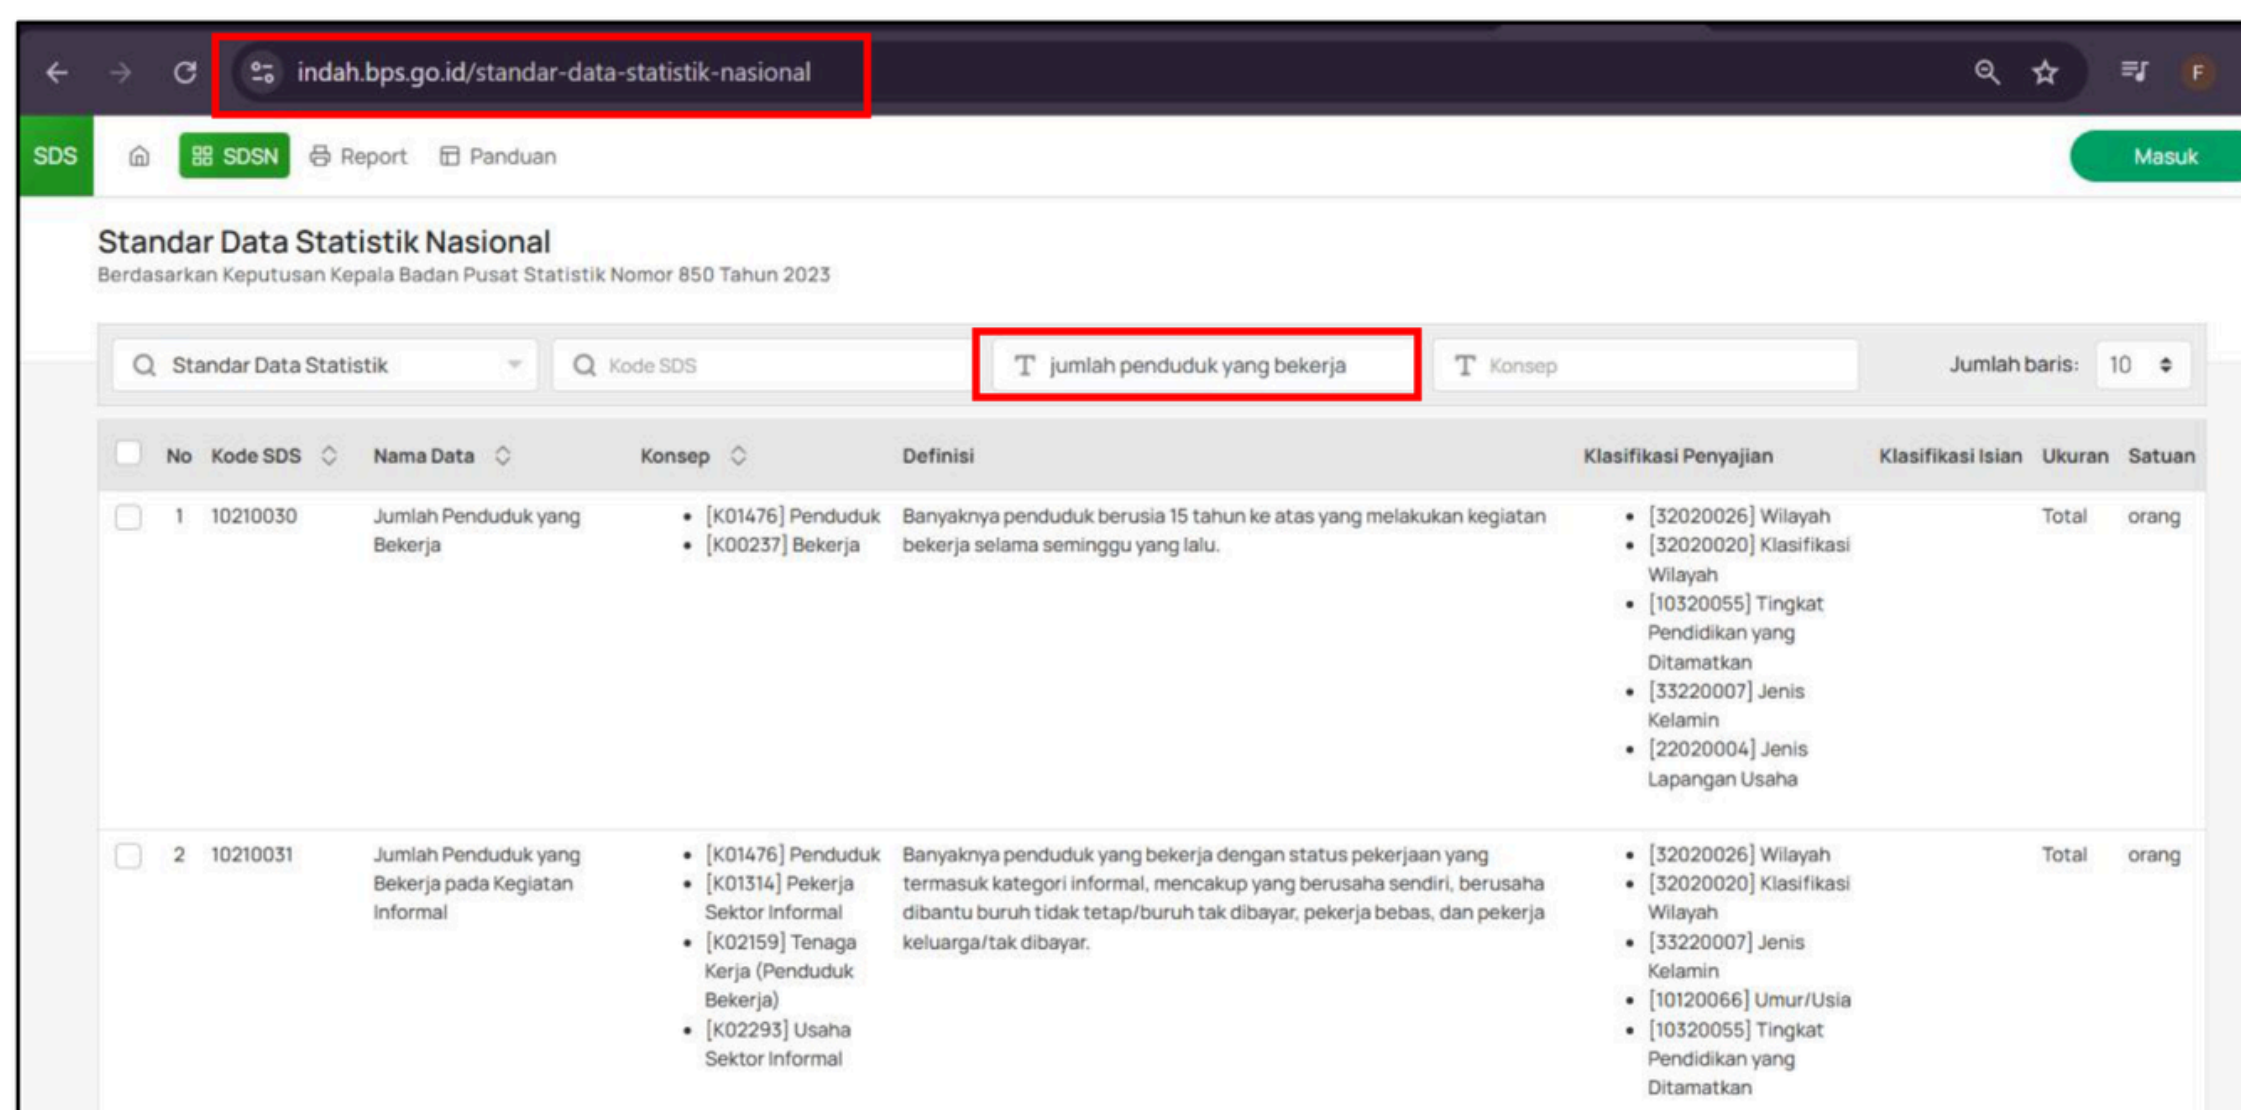 indah.bps.go.id/standar-data-statistik-nasional
F
SDS
SDSN
Report
Panduan
Masuk
Standar Data Statistik Nasional
Berdasarkan Keputusan Kepala Badan Pusat Statistik Nomor 850 Tahun 2023
Standar Data Statistik
Kode SDS
T jumlah penduduk yang bekerja
T Konsep
Jumlah baris: 10
No Kode SDS Nama Data Konsep Definisi Klasifikasi Penyajian Klasifikasi Isian Ukuran Satuan
1 10210030
Jumlah Penduduk yang
Bekerja
• [K01476] Penduduk
• [K00237] Bekerja
Banyaknya penduduk berusia 15 tahun ke atas yang melakukan kegiatan
bekerja selama seminggu yang lalu.
• [32020026] Wilayah
• [32020020] Klasifikasi
Wilayah
• [10320055] Tingkat
Pendidikan yang
Ditamatkan
• [33220007] Jenis
Kelamin
• [22020004] Jenis
Lapangan Usaha
Total
orang
2 10210031
Jumlah Penduduk yang
Bekerja pada Kegiatan
Informal
• [K01476] Penduduk
• [K01314] Pekerja
Sektor Informal
• [K02159] Tenaga
Kerja (Penduduk
Bekerja)
• [K02293] Usaha
Sektor Informal
Banyaknya penduduk yang bekerja dengan status pekerjaan yang
termasuk kategori informal, mencakup yang berusaha sendiri, berusaha
dibantu buruh tidak tetap/buruh tak dibayar, pekerja bebas, dan pekerja
keluarga/tak dibayar.
• [32020026] Wilayah
• [32020020] Klasifikasi
Wilayah
• [33220007] Jenis
Kelamin
• [10120066] Umur/Usia
• [10320055] Tingkat
Pendidikan yang
Ditamatkan
Total
orang